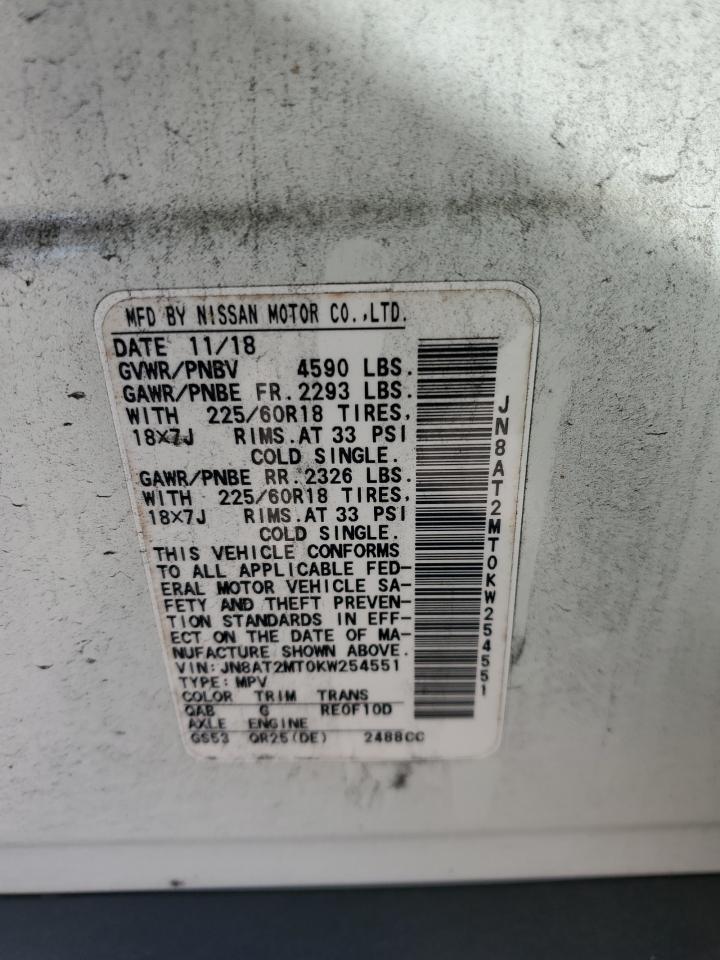 MFD BY NISSAN MOTOR CO.,LTD.
DATE 11/18
GVWR/PNBV 4590 LBS.
GAWR/PNBE FR.2293 LBS.
WITH 225/60R18 TIRES,
18×7J RIMS.AT 33 PSI
COLD SINGLE.
GAWR/PNBE RR.2326 LBS.
WITH 225/60R18 TIRES,
18×7J RIMS.AT 33 PSI
COLD SINGLE.
THIS VEHICLE CONFORMS
TO ALL APPLICABLE FED-
ERAL MOTOR VEHICLE SA-
FETY AND THEFT PREVEN-
TION STANDARDS IN EFF-
ECT ON THE DATE OF MA-
NUFACTURE SHOWN ABOVE.
VIN:JN8AT2MT0KW254551
TYPE:MPV
COLOR TRIM TRANS
QAB G RE0F10D
AXLE ENGINE
GS53 QR25(DE) 2488CC
JN8AT2MT0KW254551